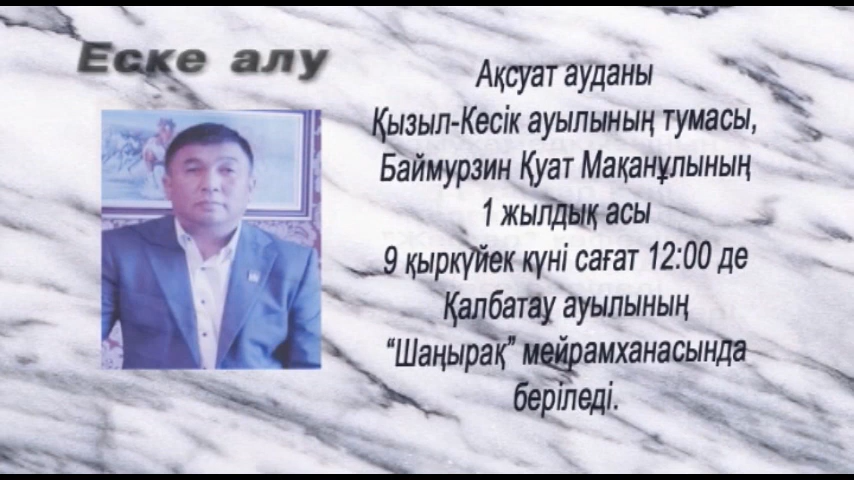 Еске алу
Ақсуат ауданы
Қызыл-Кесік ауылының тумасы,
Баймурзин Қуат Мақанұлының
1 жылдық асы
9 қыркүйек күні сағат 12:00 де
Қалбатау ауылының
“Шаңырақ” мейрамханасында
беріледі.